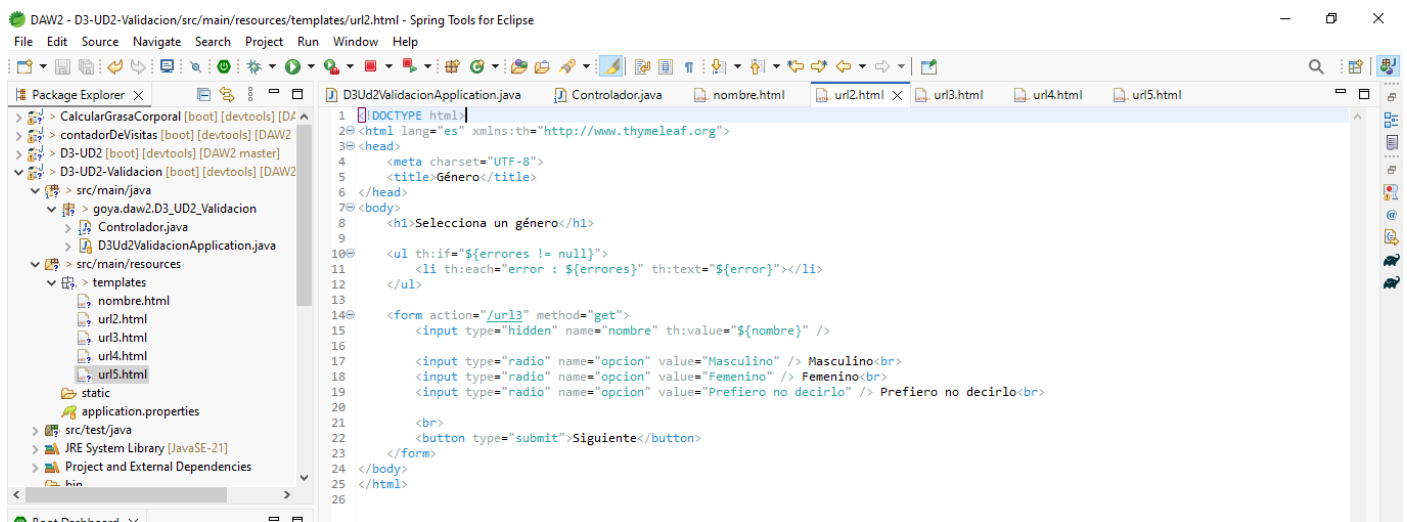 DAW2 - D3-UD2-Validacion/src/main/resources/templates/url2.html - Spring Tools for Eclipse
File Edit Source Navigate Search Project Run Window Help
Package Explorer
> CalcularGrasaCorporal [boot] [devtools] [DA
> contadorDeVisitas [boot] [devtools] [DAW2
> D3-UD2 [boot] [devtools] [DAW2 master]
> D3-UD2-Validacion [boot] [devtools] [DAW2
> src/main/java
> goya.daw2.D3_UD2_Validacion
Controlador.java
D3Ud2ValidacionApplication.java
> src/main/resources
> templates
nombre.html
url2.html
url3.html
url4.html
url5.html
static
application.properties
src/test/java
JRE System Library [JavaSE-21]
Project and External Dependencies
bin
Boot Dashboard
D3Ud2ValidacionApplication.java Controlador.java nombre.html url2.html url3.html url4.html url5.html
1 <!DOCTYPE html>
2 <html lang="es" xmlns:th="http://www.thymeleaf.org">
3 <head>
4 <meta charset="UTF-8">
5 <title>Género</title>
6 </head>
7 <body>
8 <h1>Selecciona un género</h1>
9
10 <ul th:if="${errores != null}">
11 <li th:each="error : ${errores}" th:text="${error}"></li>
12 </ul>
13
14 <form action="/url3" method="get">
15 <input type="hidden" name="nombre" th:value="${nombre}" />
16
17 <input type="radio" name="opcion" value="Masculino" /> Masculino<br>
18 <input type="radio" name="opcion" value="Femenino" /> Femenino<br>
19 <input type="radio" name="opcion" value="Prefiero no decirlo" /> Prefiero no decirlo<br>
20
21 <br>
22 <button type="submit">Siguiente</button>
23 </form>
24 </body>
25 </html>
26